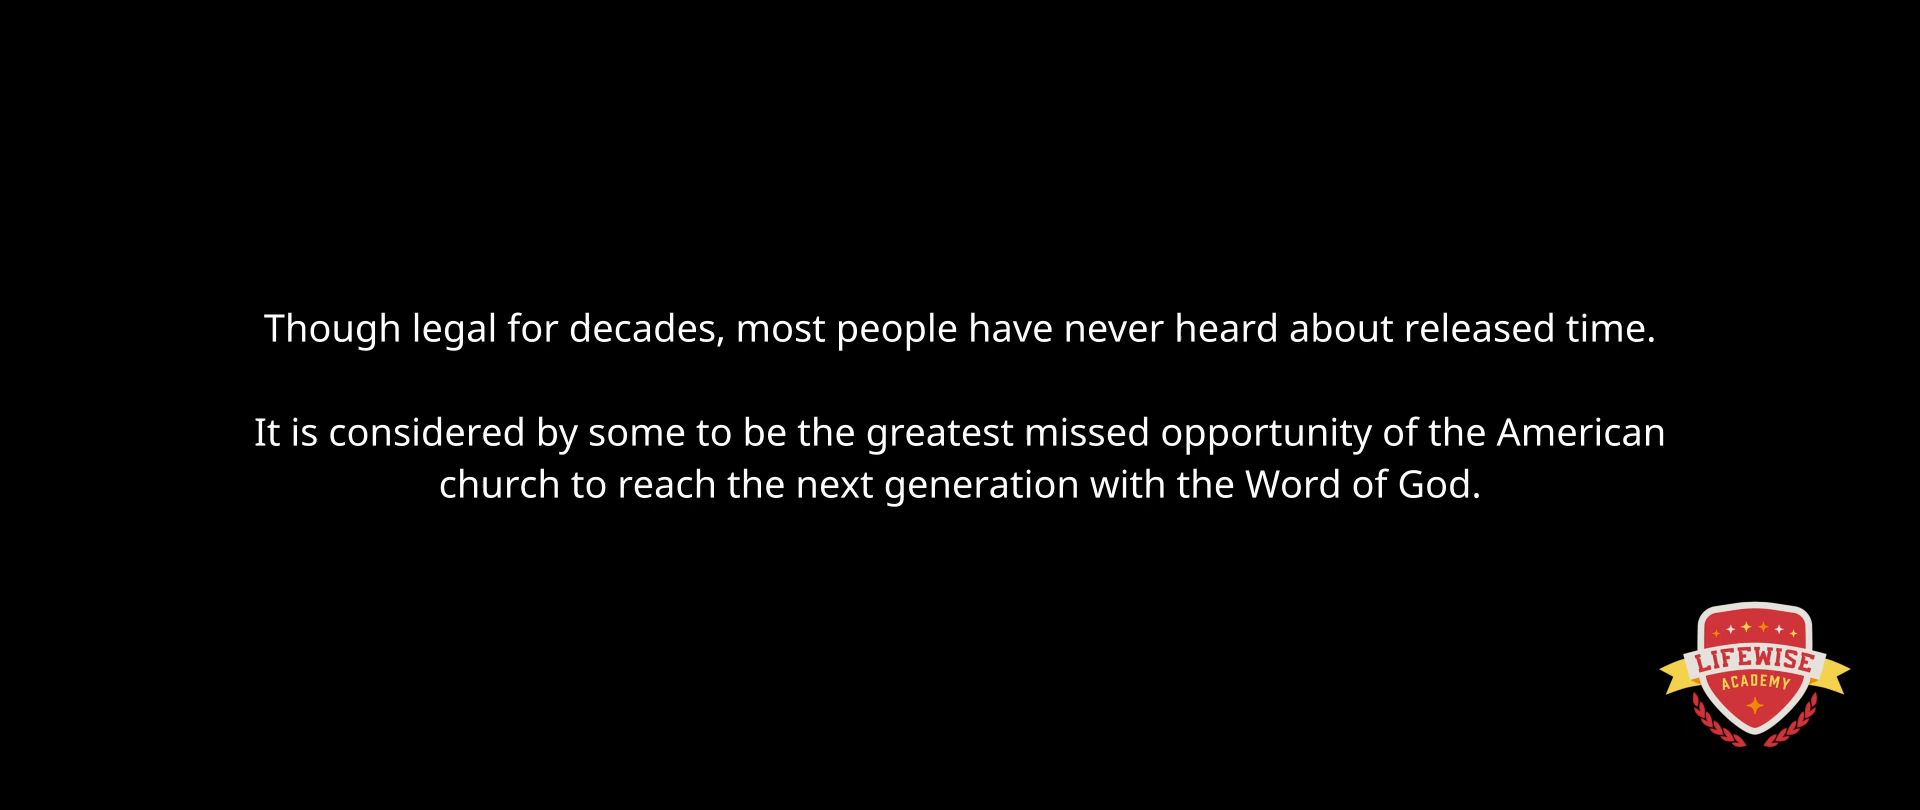 Though legal for decades, most people have never heard about released time.
It is considered by some to be the greatest missed opportunity of the American
church to reach the next generation with the Word of God.
LIFEWISE
ACADEMY